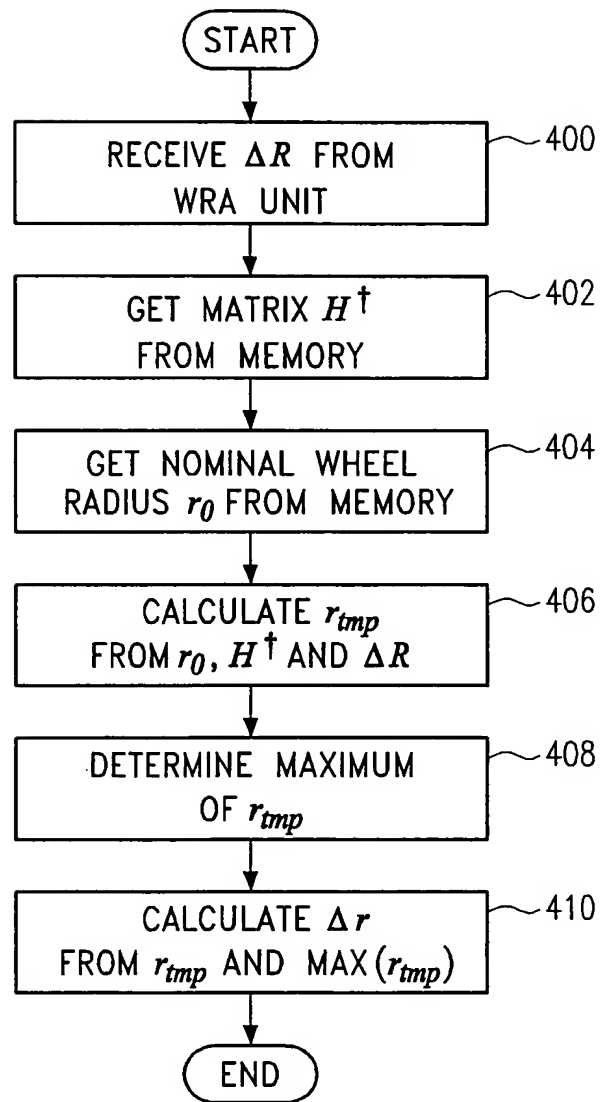 START
RECEIVE ΔR FROM
WRA UNIT
400
GET MATRIX H†
FROM MEMORY
402
GET NOMINAL WHEEL
RADIUS r0 FROM MEMORY
404
CALCULATE rtmp
FROM r0, H† AND ΔR
406
DETERMINE MAXIMUM
OF rtmp
408
CALCULATE Δr
FROM rtmp AND MAX(rtmp)
410
END